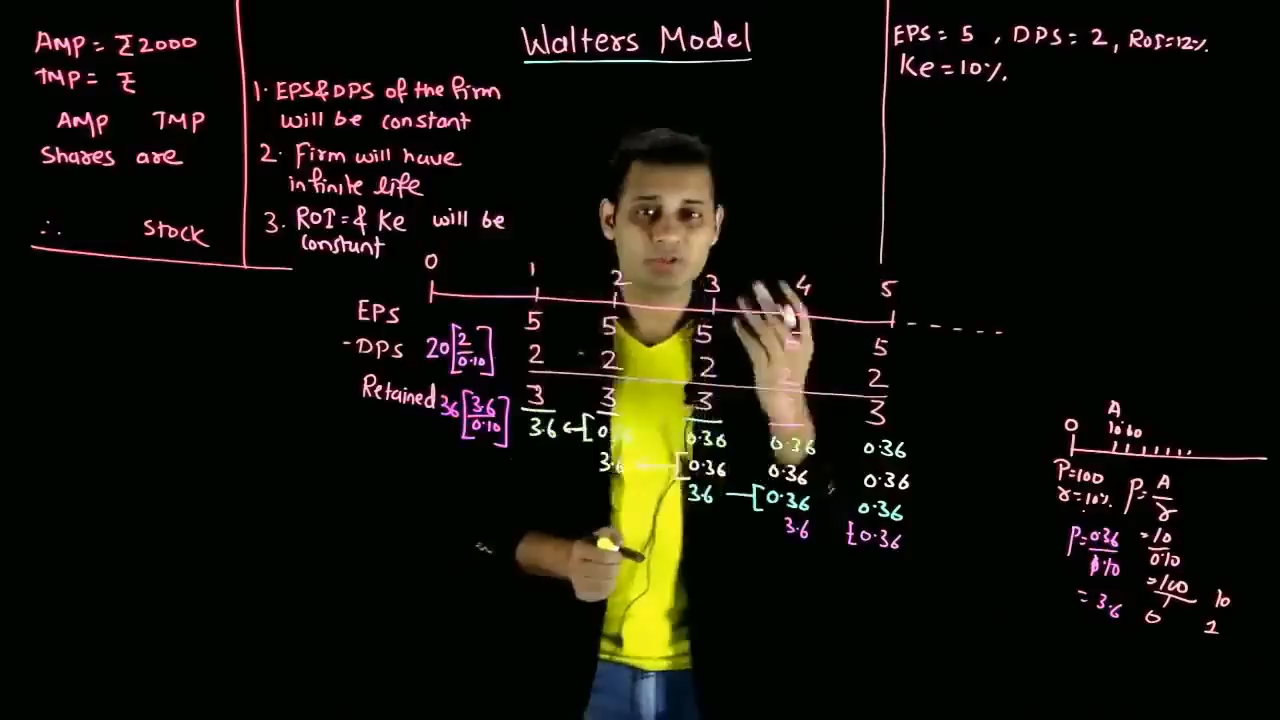 AMP = ₹2000
TMP = ₹
AMP TMP
Shares are
∴ Stock
Walters Model
1. EPS&DPS of the firm
will be constant
2. Firm will have
infinite life
3. ROI=& Ke will be
constant
EPS = 5 , DPS = 2, ROI=12%
Ke = 10%
0 1 2 3 4 5
EPS 5 5 5 5
-DPS 20[2/0.10] 2 2 2 2
Retained 36[3.6/0.10] 3 3 3 3
3.6 ←[0 0.36 0.36 0.36
[0.36 0.36 0.36
3.6 [0.36 0.36
3.6 [0.36
A
0 10 10
P=100
r=10%
P=A/r
=10/0.10
=100
P=0.36/0.10
= 3.6
0
10
1